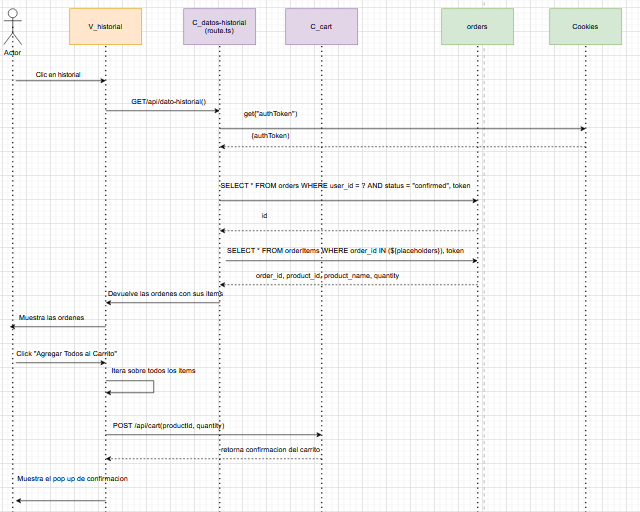 V_historial
C_datos-historial
(route.ts)
C_cart
orders
Cookies
Actor
Clic en historial
GET/api/dato-historial()
get("authToken")
(authToken)
SELECT * FROM orders WHERE user_id = ? AND status = "confirmed", token
id
SELECT * FROM orderItems WHERE order_id IN (${placeholders}), token
order_id, product_id, product_name, quantity
Devuelve las ordenes con sus items
Muestra las ordenes
Click "Agregar Todos al Carrito"
Itera sobre todos los items
POST /api/cart(productId, quantity)
retorna confirmacion del carrito
Muestra el pop up de confirmacion